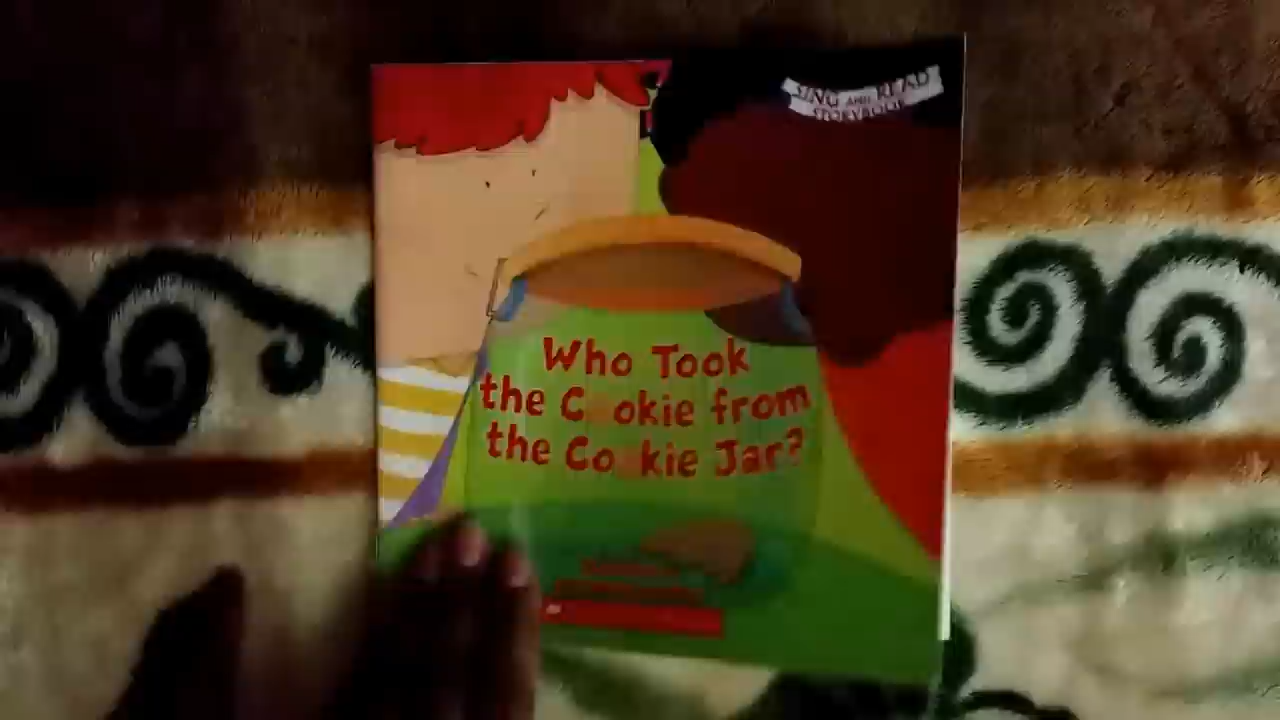 SING AND READ
STORYBOOK
Who Took
the Cookie from
the Cookie Jar?